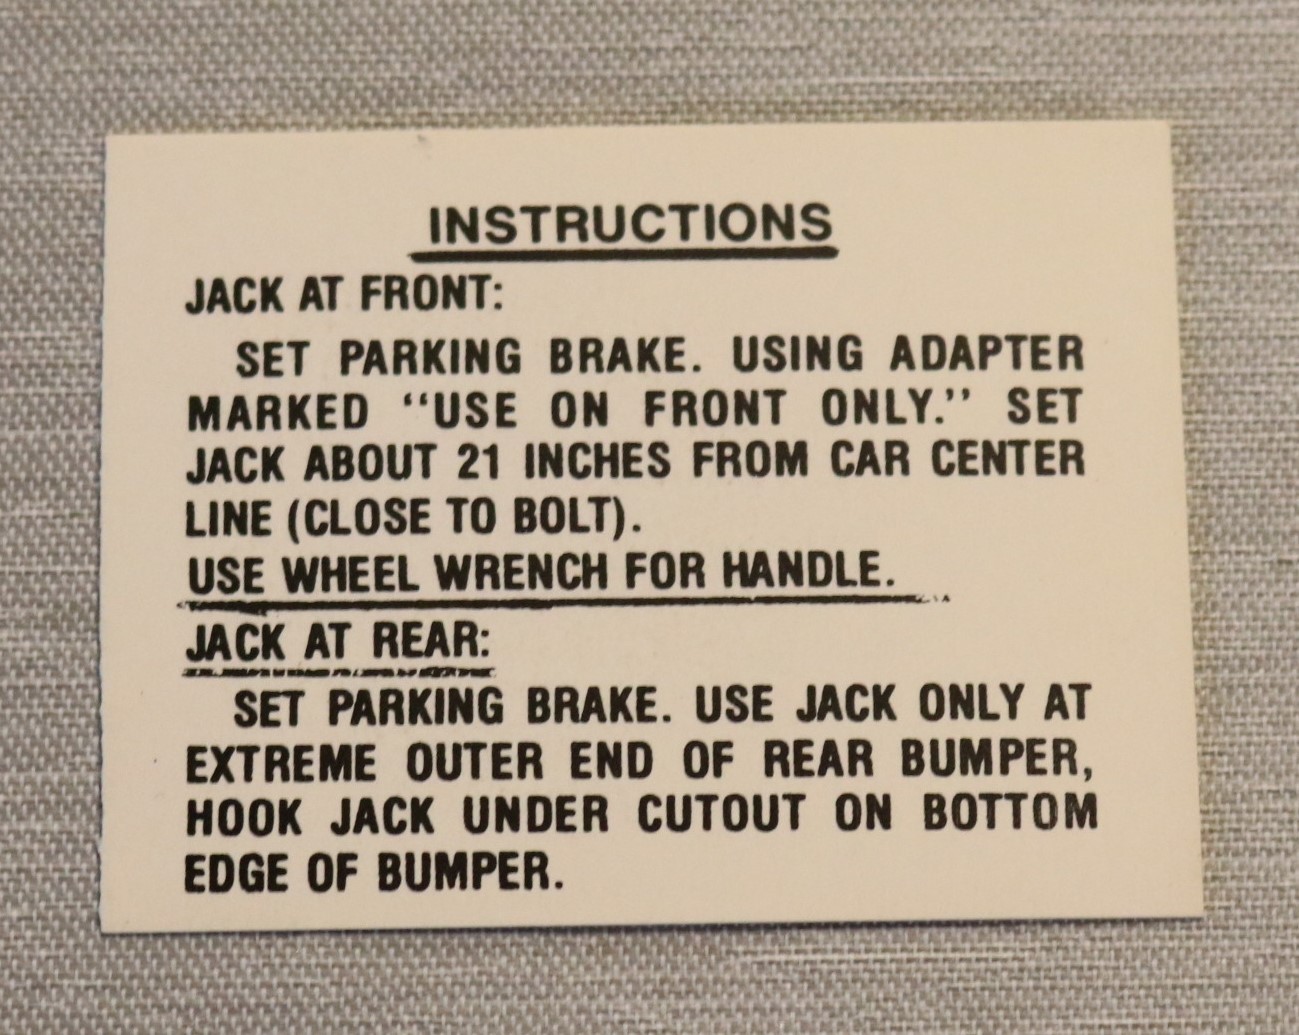 INSTRUCTIONS
JACK AT FRONT:
SET PARKING BRAKE. USING ADAPTER
MARKED “USE ON FRONT ONLY.” SET
JACK ABOUT 21 INCHES FROM CAR CENTER
LINE (CLOSE TO BOLT).
USE WHEEL WRENCH FOR HANDLE.
JACK AT REAR:
SET PARKING BRAKE. USE JACK ONLY AT
EXTREME OUTER END OF REAR BUMPER,
HOOK JACK UNDER CUTOUT ON BOTTOM
EDGE OF BUMPER.